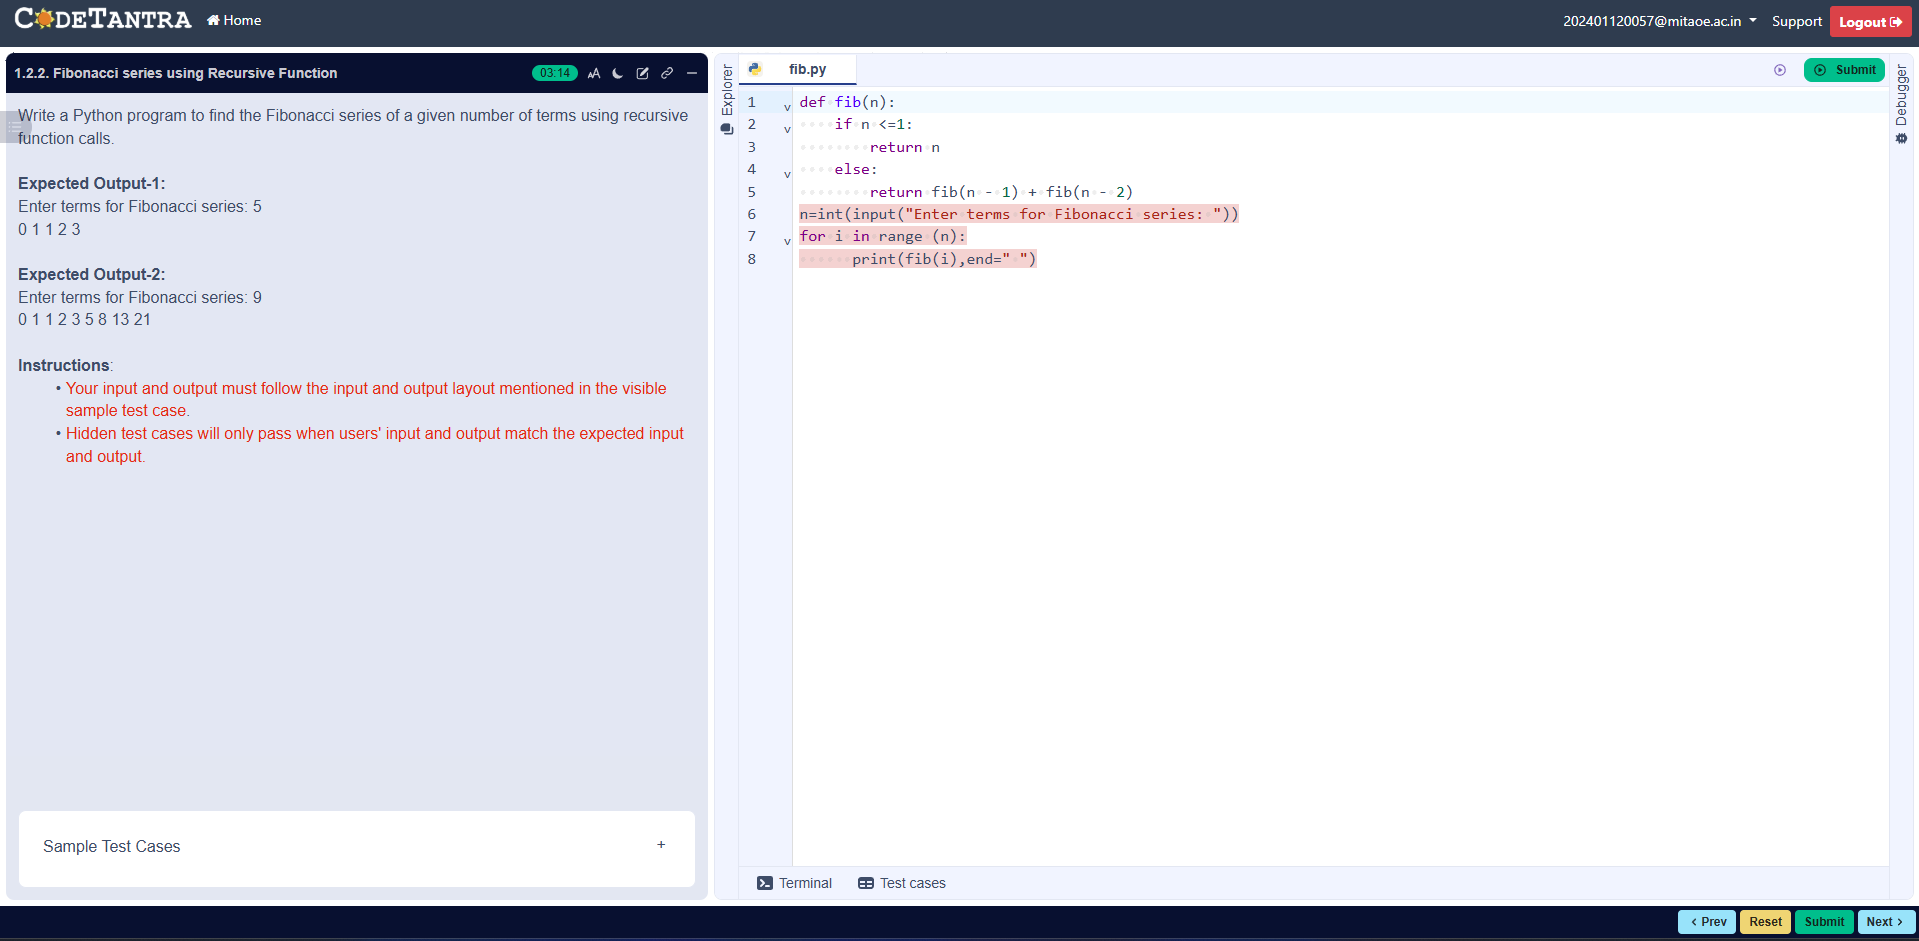 CODETANTRA Home 202401120057@mitaoe.ac.in Support Logout
1.2.2. Fibonacci series using Recursive Function 03:14 AA
Write a Python program to find the Fibonacci series of a given number of terms using recursive
function calls.
Expected Output-1:
Enter terms for Fibonacci series: 5
0 1 1 2 3
Expected Output-2:
Enter terms for Fibonacci series: 9
0 1 1 2 3 5 8 13 21
Instructions:
• Your input and output must follow the input and output layout mentioned in the visible
sample test case.
• Hidden test cases will only pass when users' input and output match the expected input
and output.
Sample Test Cases +
Explorer
fib.py Submit
1 def fib(n):
2     if n <=1:
3         return n
4     else:
5         return fib(n - 1) + fib(n - 2)
6 n=int(input("Enter terms for Fibonacci series: "))
7 for i in range (n):
8       print(fib(i),end=" ")
Debugger
Terminal Test cases
< Prev Reset Submit Next >